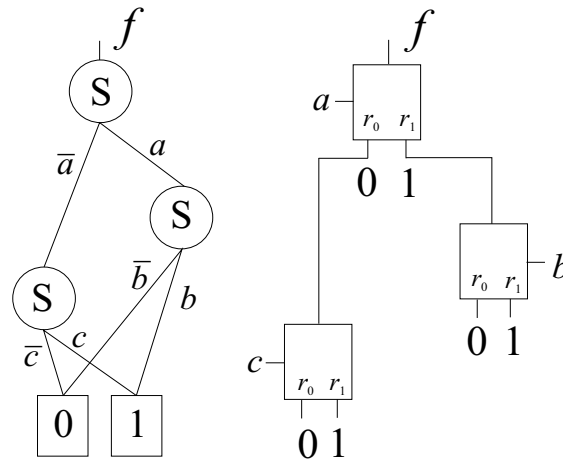 f f
S
a r₀ r₁
a̅ a
0 1
S
r₀ r₁ b
b̅ b
0 1
S
c̅ c
c r₀ r₁
0 1
0 1